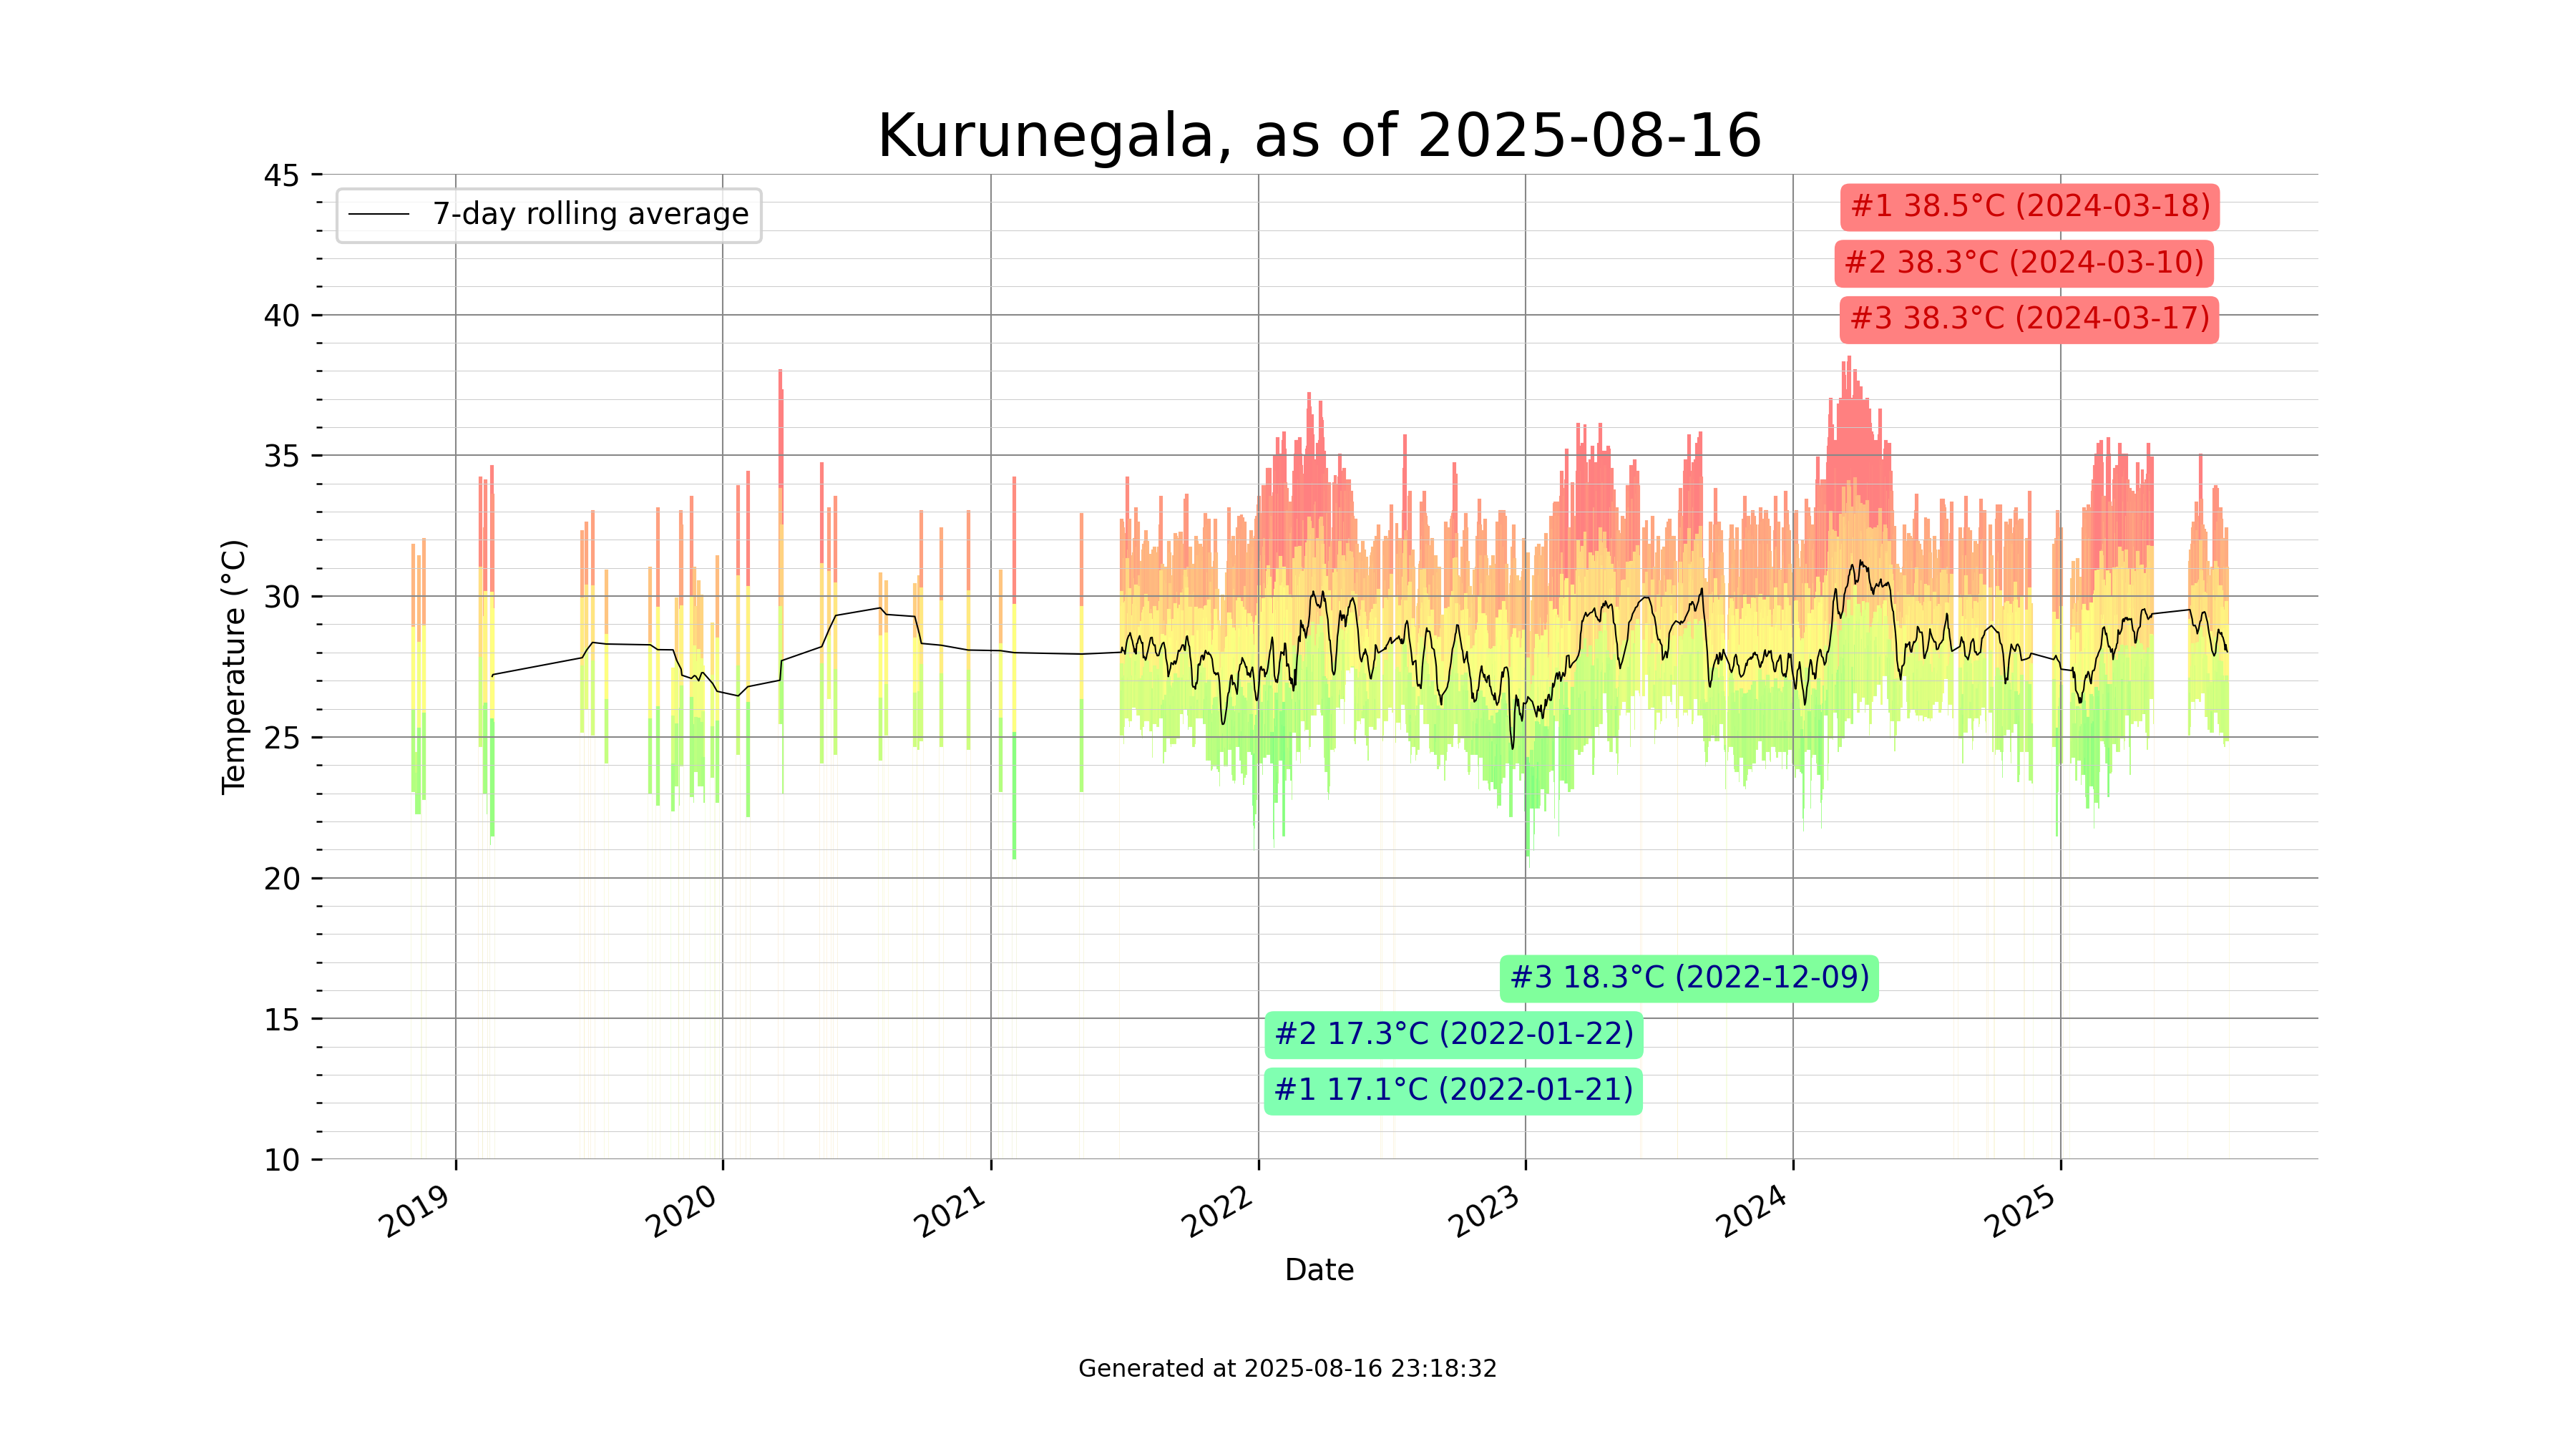 Kurunegala, as of 2025-08-16
45
40
35
30
25
20
15
10
Temperature (°C)
7-day rolling average
#1 38.5°C (2024-03-18)
#2 38.3°C (2024-03-10)
#3 38.3°C (2024-03-17)
#3 18.3°C (2022-12-09)
#2 17.3°C (2022-01-22)
#1 17.1°C (2022-01-21)
2019
2020
2021
2022
2023
2024
2025
Date
Generated at 2025-08-16 23:18:32